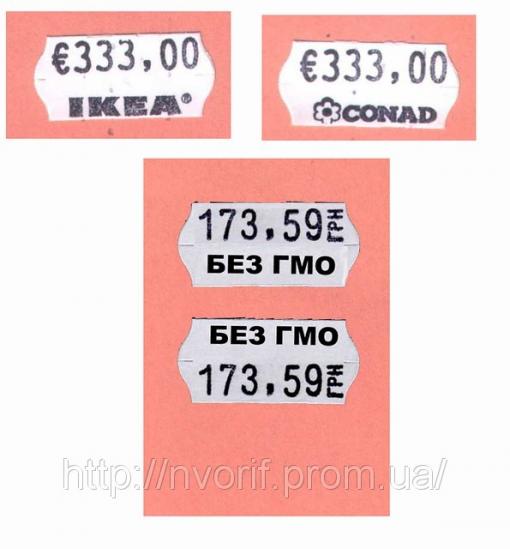 €333,00
IKEA®
€333,00
CONAD
173,59 ГРН
БЕЗ ГМО
БЕЗ ГМО
173,59 ГРН
http://nvorif.prom.ua/